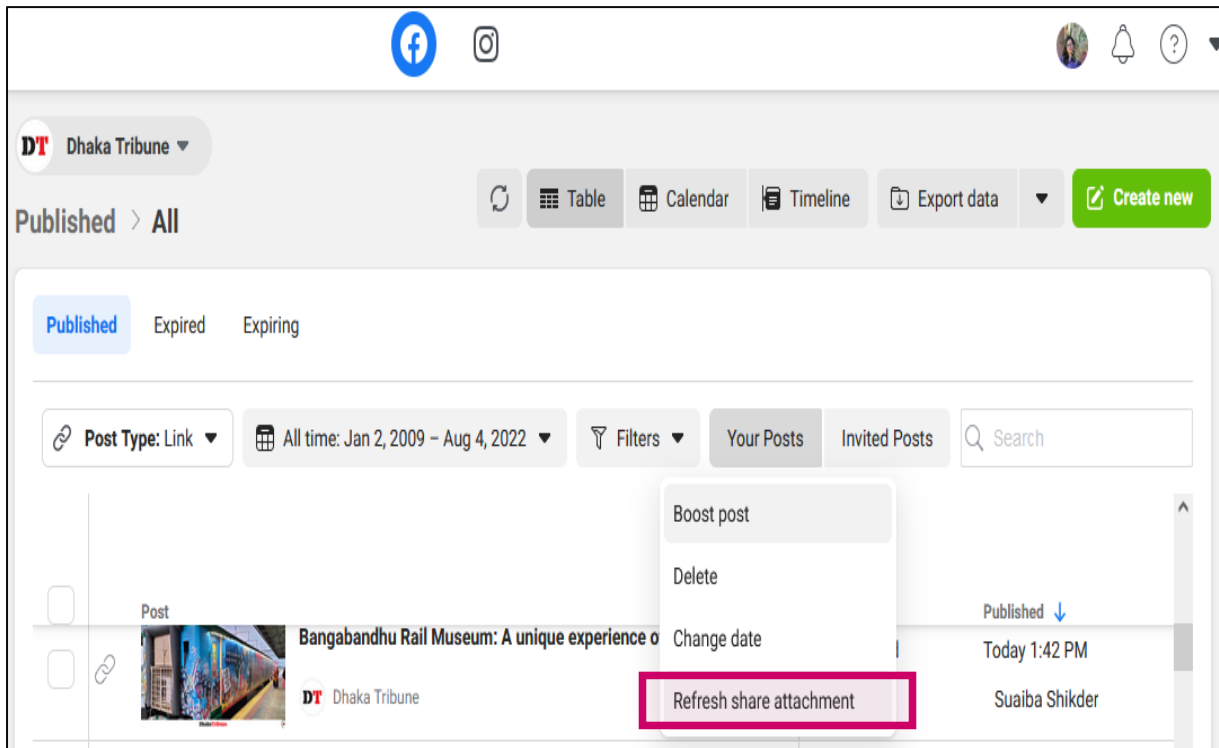 DT Dhaka Tribune
Table
Calendar
Timeline
Export data
Create new
Published > All
Published
Expired
Expiring
Post Type: Link
All time: Jan 2, 2009 – Aug 4, 2022
Filters
Your Posts
Invited Posts
Search
Boost post
Delete
Change date
Refresh share attachment
Post
Published
Bangabandhu Rail Museum: A unique experience
Today 1:42 PM
DT Dhaka Tribune
Suaiba Shikder